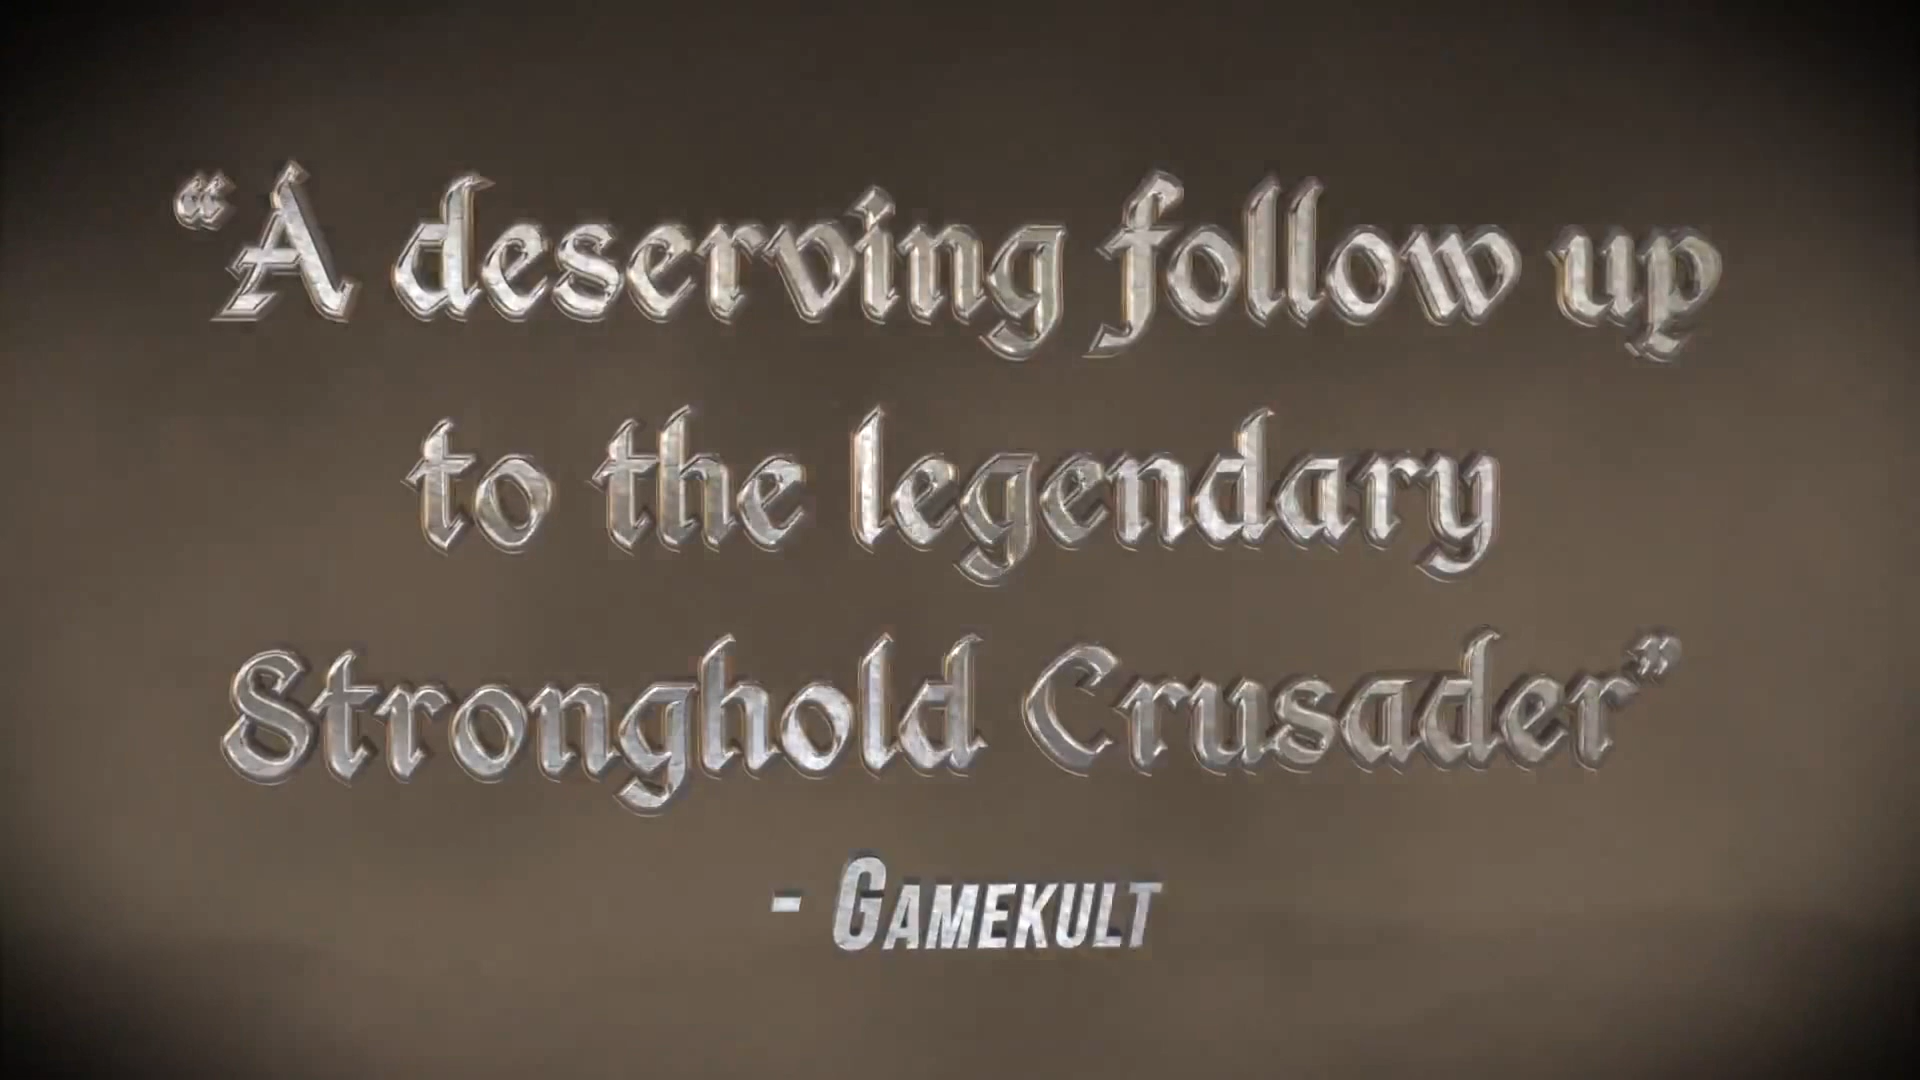 “A deserving follow up
to the legendary
Stronghold Crusader”
- GAMEKULT